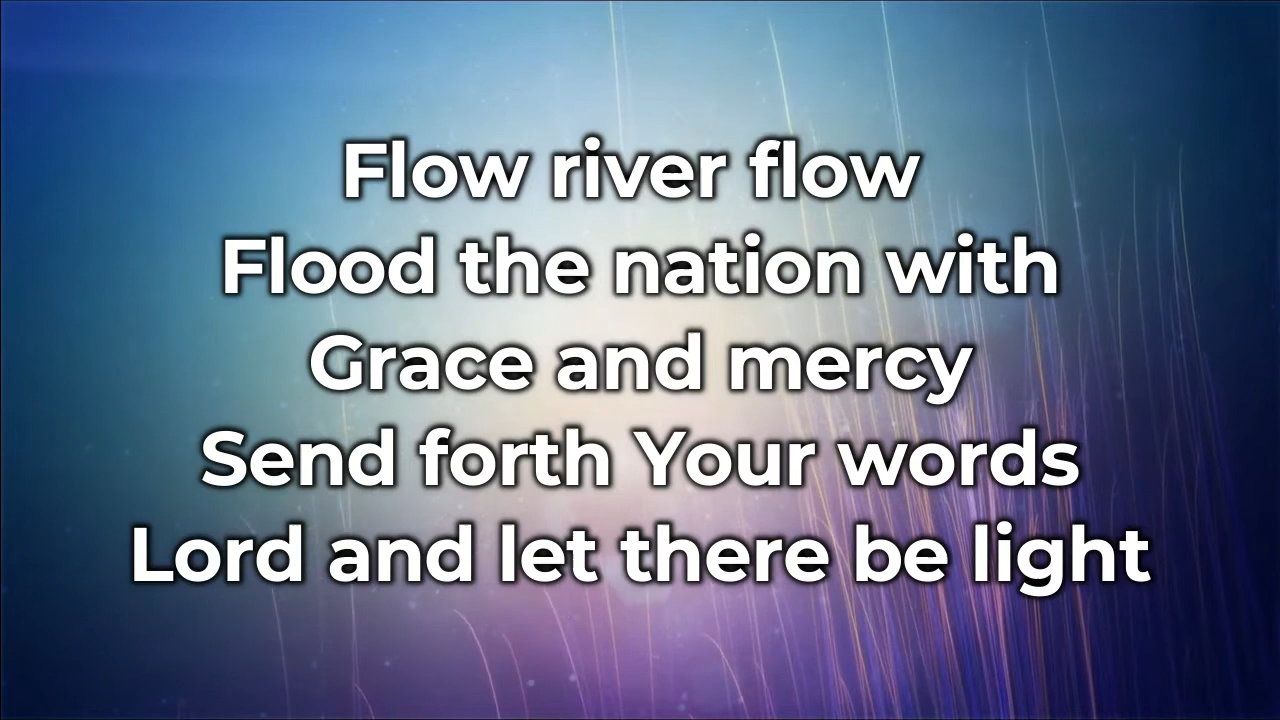 Flow river flow
Flood the nation with
Grace and mercy
Send forth Your words
Lord and let there be light